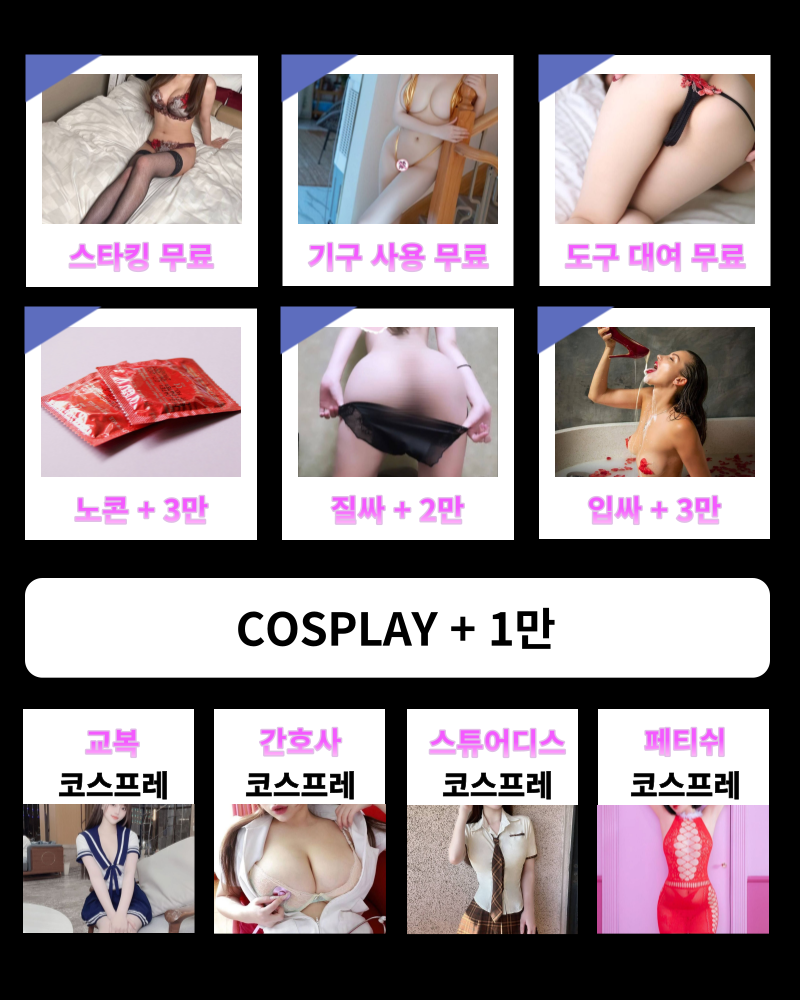 스타킹 무료
기구 사용 무료
도구 대여 무료
노콘 + 3만
질싸 + 2만
입싸 + 3만
COSPLAY + 1만
교복
코스프레
간호사
코스프레
스튜어디스
코스프레
페티쉬
코스프레